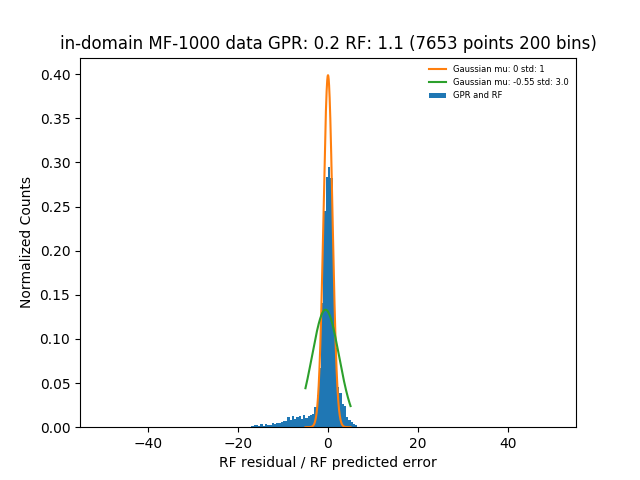 in-domain MF-1000 data GPR: 0.2 RF: 1.1 (7653 points 200 bins)
Gaussian mu: 0 std: 1
Gaussian mu: -0.55 std: 3.0
GPR and RF
0.40
0.35
0.30
0.25
0.20
0.15
0.10
0.05
0.00
Normalized Counts
−40 −20 0 20 40
RF residual / RF predicted error